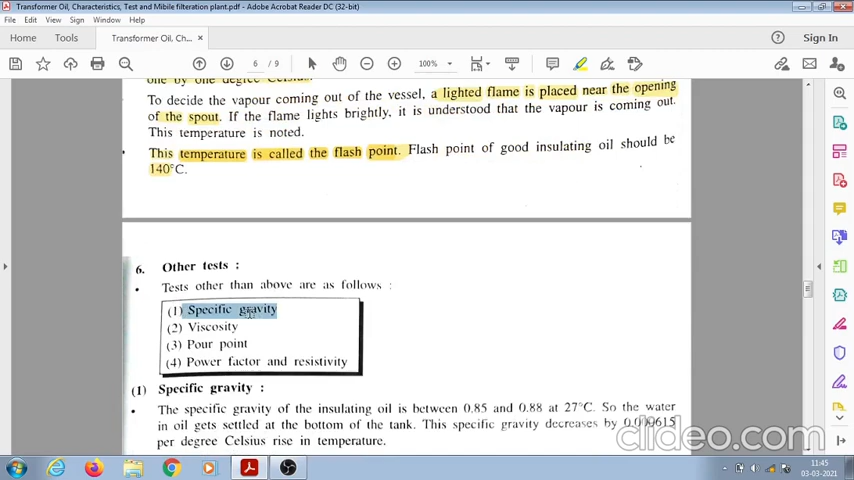 Transformer Oil, Characteristics, Test and Mibile filteration plant.pdf - Adobe Acrobat Reader DC (32-bit)
File Edit View Sign Window Help
Home Tools Transformer Oil, Ch... × Sign In
6 / 9 100%
one by one degree Celsius.
To decide the vapour coming out of the vessel, a lighted flame is placed near the opening
of the spout. If the flame lights brightly, it is understood that the vapour is coming out.
This temperature is noted.
• This temperature is called the flash point. Flash point of good insulating oil should be
140°C.
6. Other tests :
• Tests other than above are as follows :
(1) Specific gravity
(2) Viscosity
(3) Pour point
(4) Power factor and resistivity
(1) Specific gravity :
• The specific gravity of the insulating oil is between 0.85 and 0.88 at 27°C. So the water
in oil gets settled at the bottom of the tank. This specific gravity decreases by 0.009615
per degree Celsius rise in temperature.
clideo.com
11:45
03-03-2021